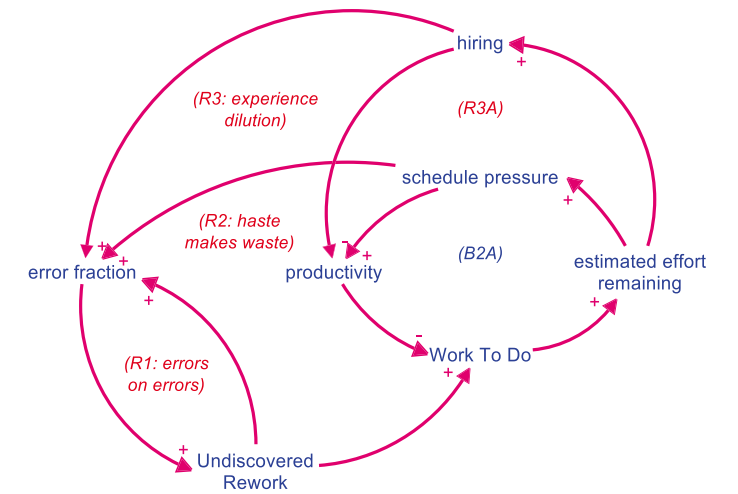 hiring
+
(R3: experience
dilution)
(R3A)
schedule pressure
+
(R2: haste
makes waste)
-
+
+
+
(B2A)
error fraction
productivity
estimated effort
remaining
+
+
-
Work To Do
+
(R1: errors
on errors)
+
Undiscovered
Rework